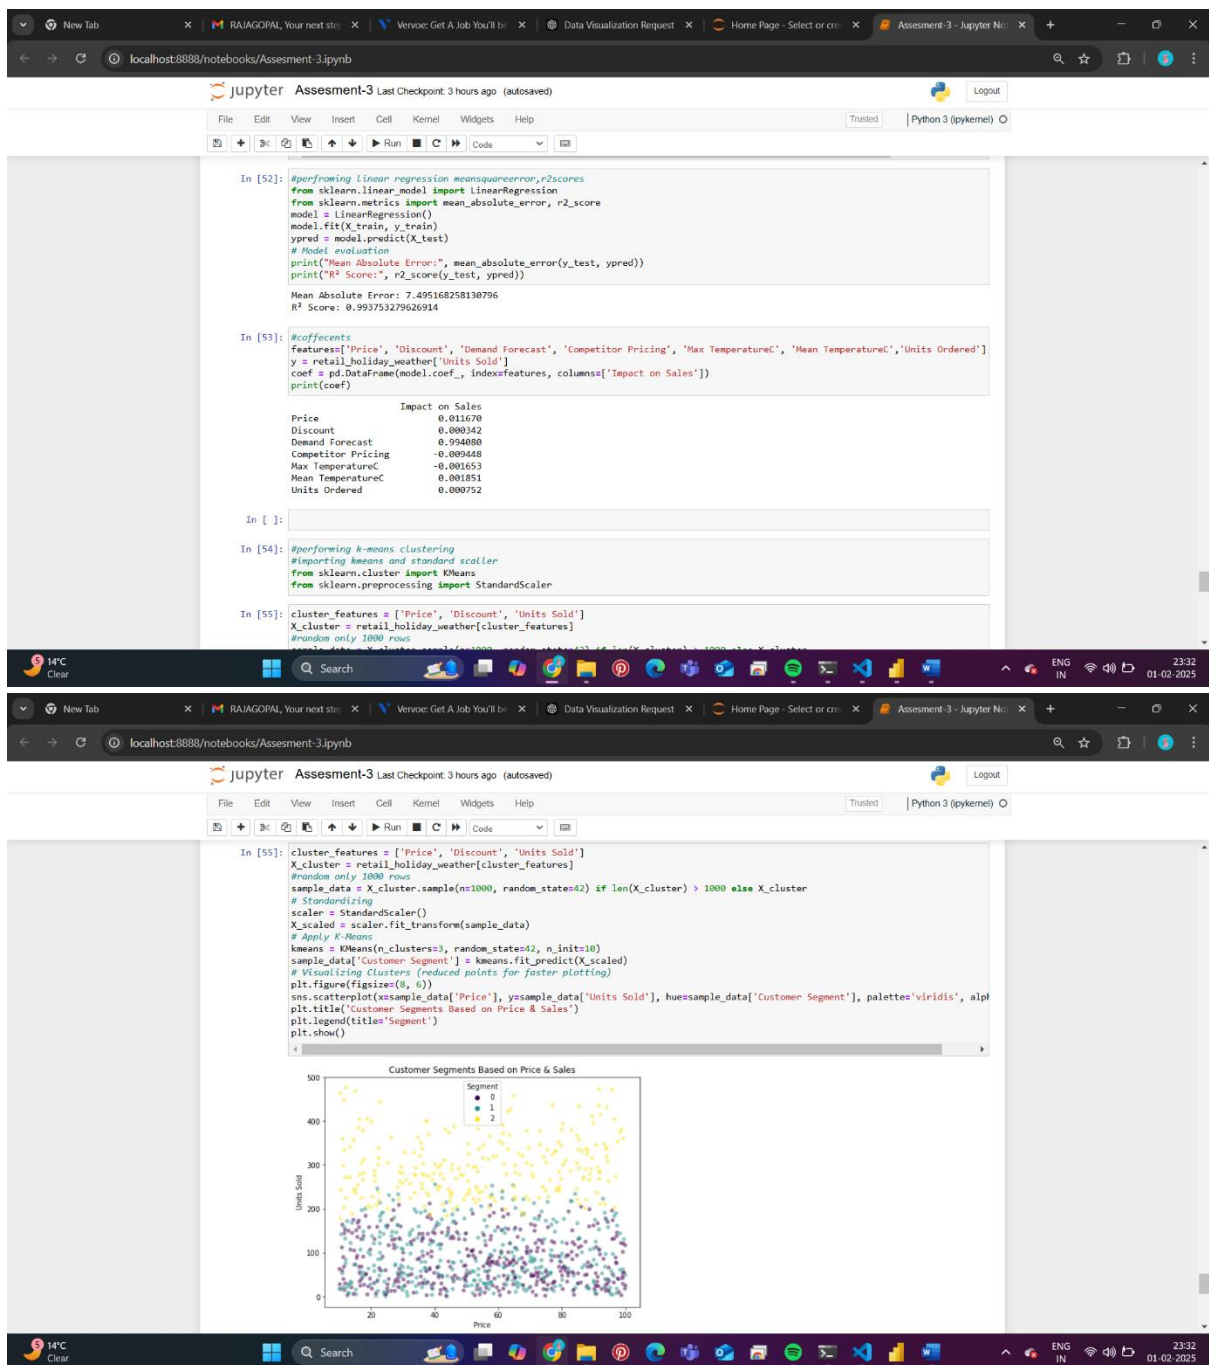 New Tab
RAJAGOPAL, Your next ste
Vervoe: Get A Job You'll be
Data Visualization Request
Home Page - Select or cre
Assesment-3 - Jupyter No
localhost:8888/notebooks/Assesment-3.ipynb
jupyter Assesment-3 Last Checkpoint: 3 hours ago (autosaved)
Logout
File Edit View Insert Cell Kernel Widgets Help
Trusted
Python 3 (ipykernel)
Run
Code
In [52]: #perfroming linear regression meansquareerror,r2scores
from sklearn.linear_model import LinearRegression
from sklearn.metrics import mean_absolute_error, r2_score
model = LinearRegression()
model.fit(X_train, y_train)
ypred = model.predict(X_test)
# Model evaluation
print("Mean Absolute Error:", mean_absolute_error(y_test, ypred))
print("R² Score:", r2_score(y_test, ypred))
Mean Absolute Error: 7.495168258130796
R² Score: 0.993753279626914
In [53]: #coffecents
features=['Price', 'Discount', 'Demand Forecast', 'Competitor Pricing', 'Max TemperatureC', 'Mean TemperatureC','Units Ordered']
y = retail_holiday_weather['Units Sold']
coef = pd.DataFrame(model.coef_, index=features, columns=['Impact on Sales'])
print(coef)
Impact on Sales
Price 0.011670
Discount 0.000342
Demand Forecast 0.994080
Competitor Pricing -0.009448
Max TemperatureC -0.001653
Mean TemperatureC 0.001851
Units Ordered 0.000752
In [ ]:
In [54]: #performing k-means clustering
#importing kmeans and standard scaller
from sklearn.cluster import KMeans
from sklearn.preprocessing import StandardScaler
In [55]: cluster_features = ['Price', 'Discount', 'Units Sold']
X_cluster = retail_holiday_weather[cluster_features]
#random only 1000 rows
sample_data = X_cluster.sample(n=1000, random_state=42) if len(X_cluster) > 1000 else X_cluster
5
14°C
Clear
Search
ENG
IN
23:32
01-02-2025
New Tab
RAJAGOPAL, Your next ste
Vervoe: Get A Job You'll be
Data Visualization Request
Home Page - Select or cre
Assesment-3 - Jupyter No
localhost:8888/notebooks/Assesment-3.ipynb
jupyter Assesment-3 Last Checkpoint: 3 hours ago (autosaved)
Logout
File Edit View Insert Cell Kernel Widgets Help
Trusted
Python 3 (ipykernel)
Run
Code
In [55]: cluster_features = ['Price', 'Discount', 'Units Sold']
X_cluster = retail_holiday_weather[cluster_features]
#random only 1000 rows
sample_data = X_cluster.sample(n=1000, random_state=42) if len(X_cluster) > 1000 else X_cluster
# Standardizing
scaler = StandardScaler()
X_scaled = scaler.fit_transform(sample_data)
# Apply K-Means
kmeans = KMeans(n_clusters=3, random_state=42, n_init=10)
sample_data['Customer Segment'] = kmeans.fit_predict(X_scaled)
# Visualizing Clusters (reduced points for faster plotting)
plt.figure(figsize=(8, 6))
sns.scatterplot(x=sample_data['Price'], y=sample_data['Units Sold'], hue=sample_data['Customer Segment'], palette='viridis', alph
plt.title('Customer Segments Based on Price & Sales')
plt.legend(title='Segment')
plt.show()
Customer Segments Based on Price & Sales
Segment
0
1
2
500
400
300
200
100
0
Units Sold
20 40 60 80 100
Price
5
14°C
Clear
Search
ENG
IN
23:32
01-02-2025